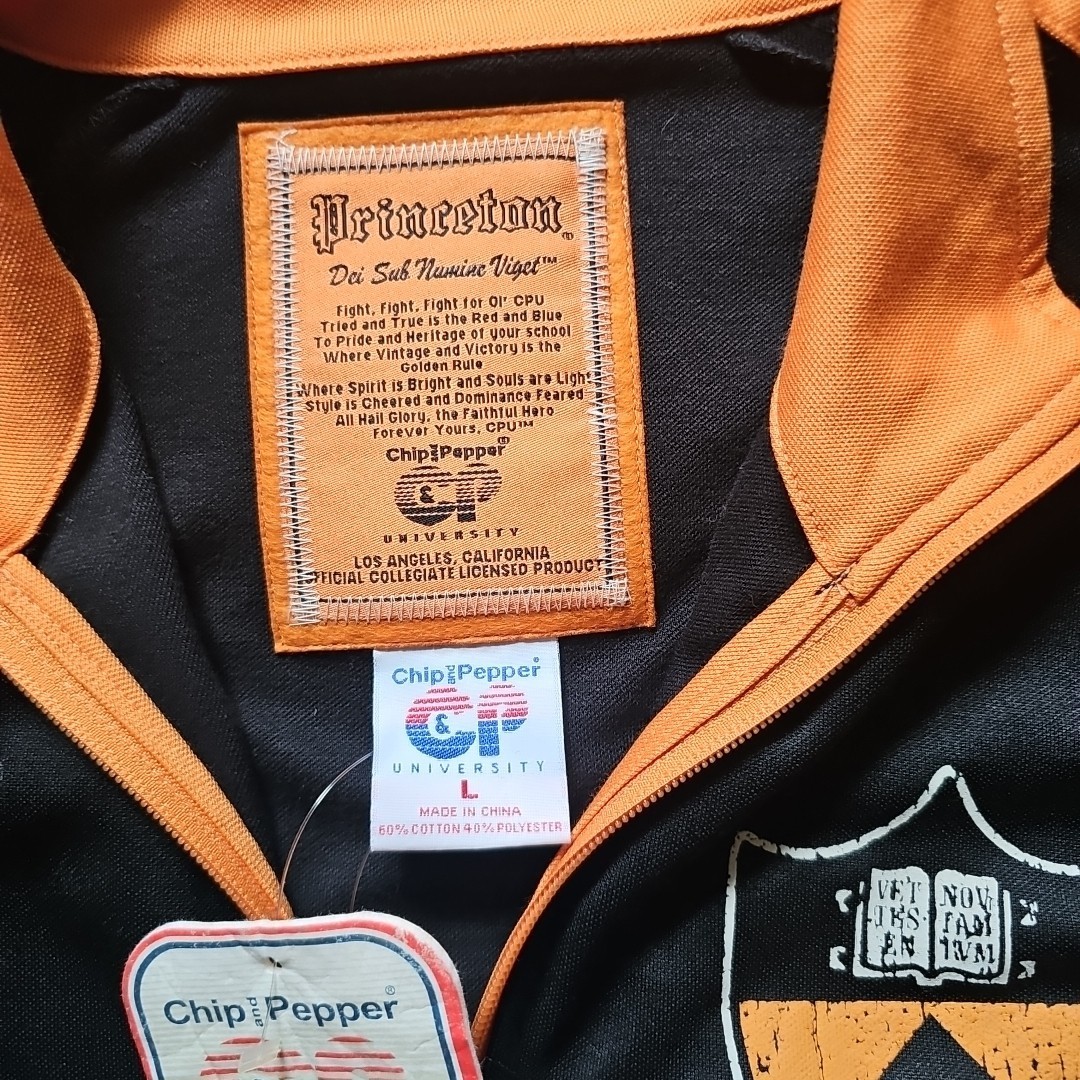 Princeton™
Dei Sub Numine Viget™
Fight, Fight, Fight for Ol' CPU
Tried and True is the Red and Blue
To Pride and Heritage of your school
Where Vintage and Victory is the
Golden Rule
Where Spirit is Bright and Souls are Light
Style is Cheered and Dominance Feared
All Hail Glory, the Faithful Hero
Forever Yours, CPU™
Chip and Pepper®
C&P
UNIVERSITY
LOS ANGELES, CALIFORNIA
OFFICIAL COLLEGIATE LICENSED PRODUCT
Chip and Pepper®
C&P
UNIVERSITY
L
MADE IN CHINA
60% COTTON 40% POLYESTER
VET NOV
TES TAM
EN TVM
Chip and Pepper®